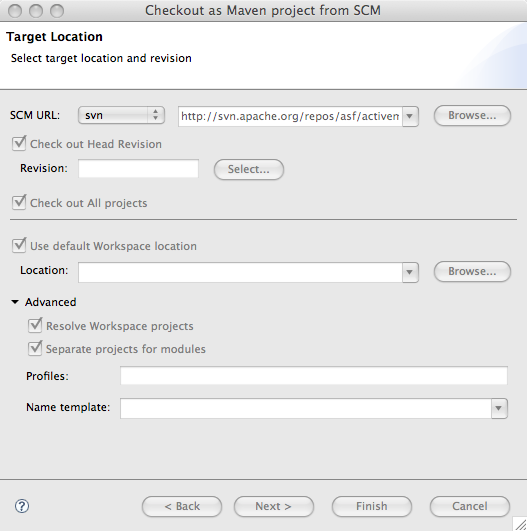 Checkout as Maven project from SCM
Target Location
Select target location and revision
SCM URL: svn http://svn.apache.org/repos/asf/activem Browse...
Check out Head Revision
Revision: Select...
Check out All projects
Use default Workspace location
Location: Browse...
Advanced
Resolve Workspace projects
Separate projects for modules
Profiles:
Name template:
? < Back Next > Finish Cancel